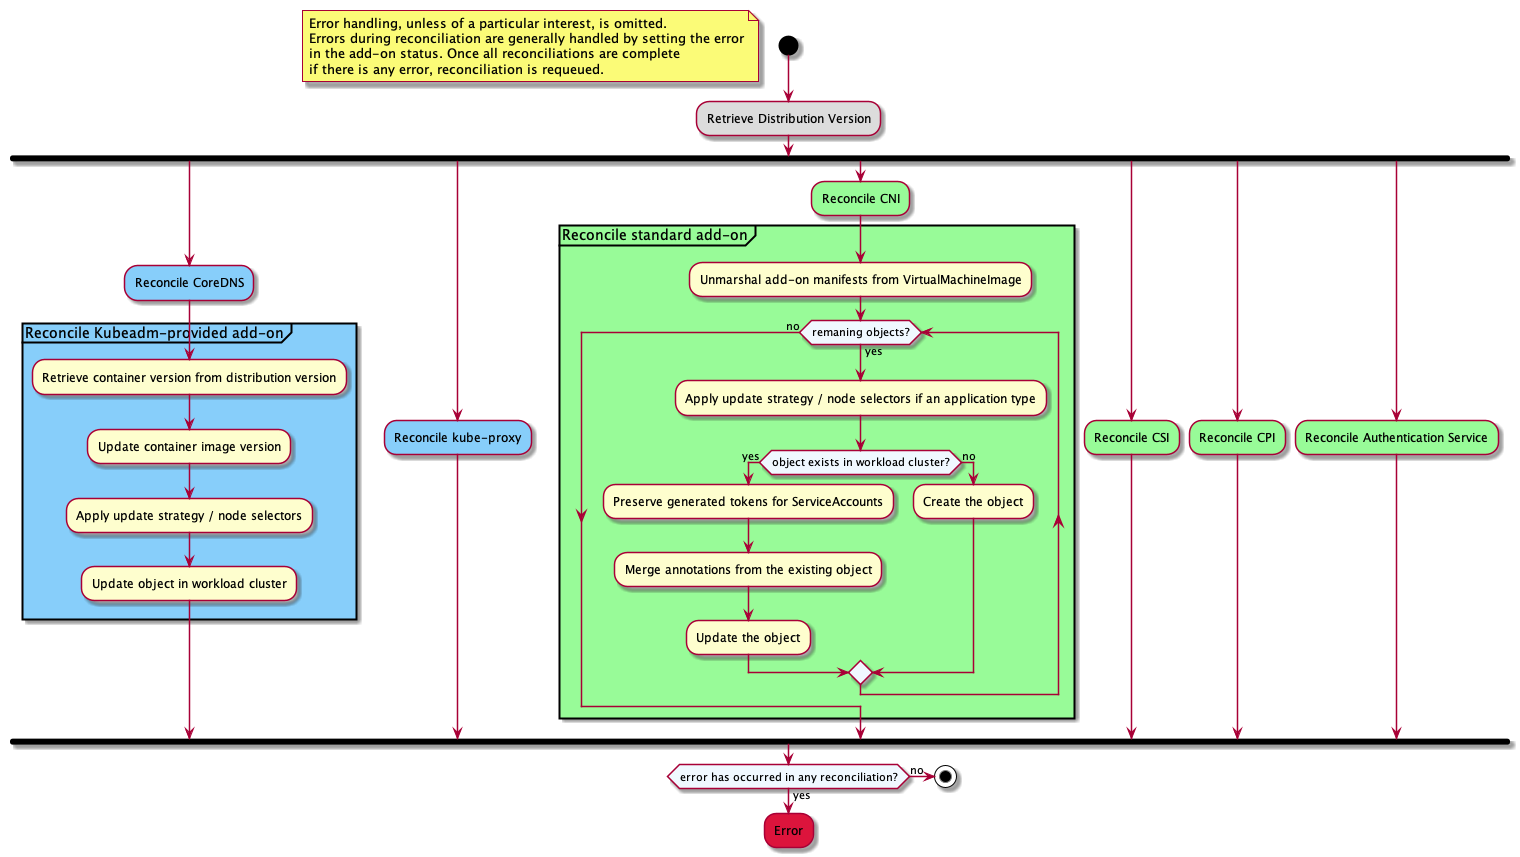 Error handling, unless of a particular interest, is omitted.
Errors during reconciliation are generally handled by setting the error
in the add-on status. Once all reconciliations are complete
if there is any error, reconciliation is requeued.
Retrieve Distribution Version
Reconcile CoreDNS
Reconcile Kubeadm-provided add-on
Retrieve container version from distribution version
Update container image version
Apply update strategy / node selectors
Update object in workload cluster
Reconcile kube-proxy
Reconcile CNI
Reconcile standard add-on
Unmarshal add-on manifests from VirtualMachineImage
no
remaning objects?
yes
Apply update strategy / node selectors if an application type
yes
object exists in workload cluster?
no
Preserve generated tokens for ServiceAccounts
Create the object
Merge annotations from the existing object
Update the object
Reconcile CSI
Reconcile CPI
Reconcile Authentication Service
error has occurred in any reconciliation?
no
yes
Error